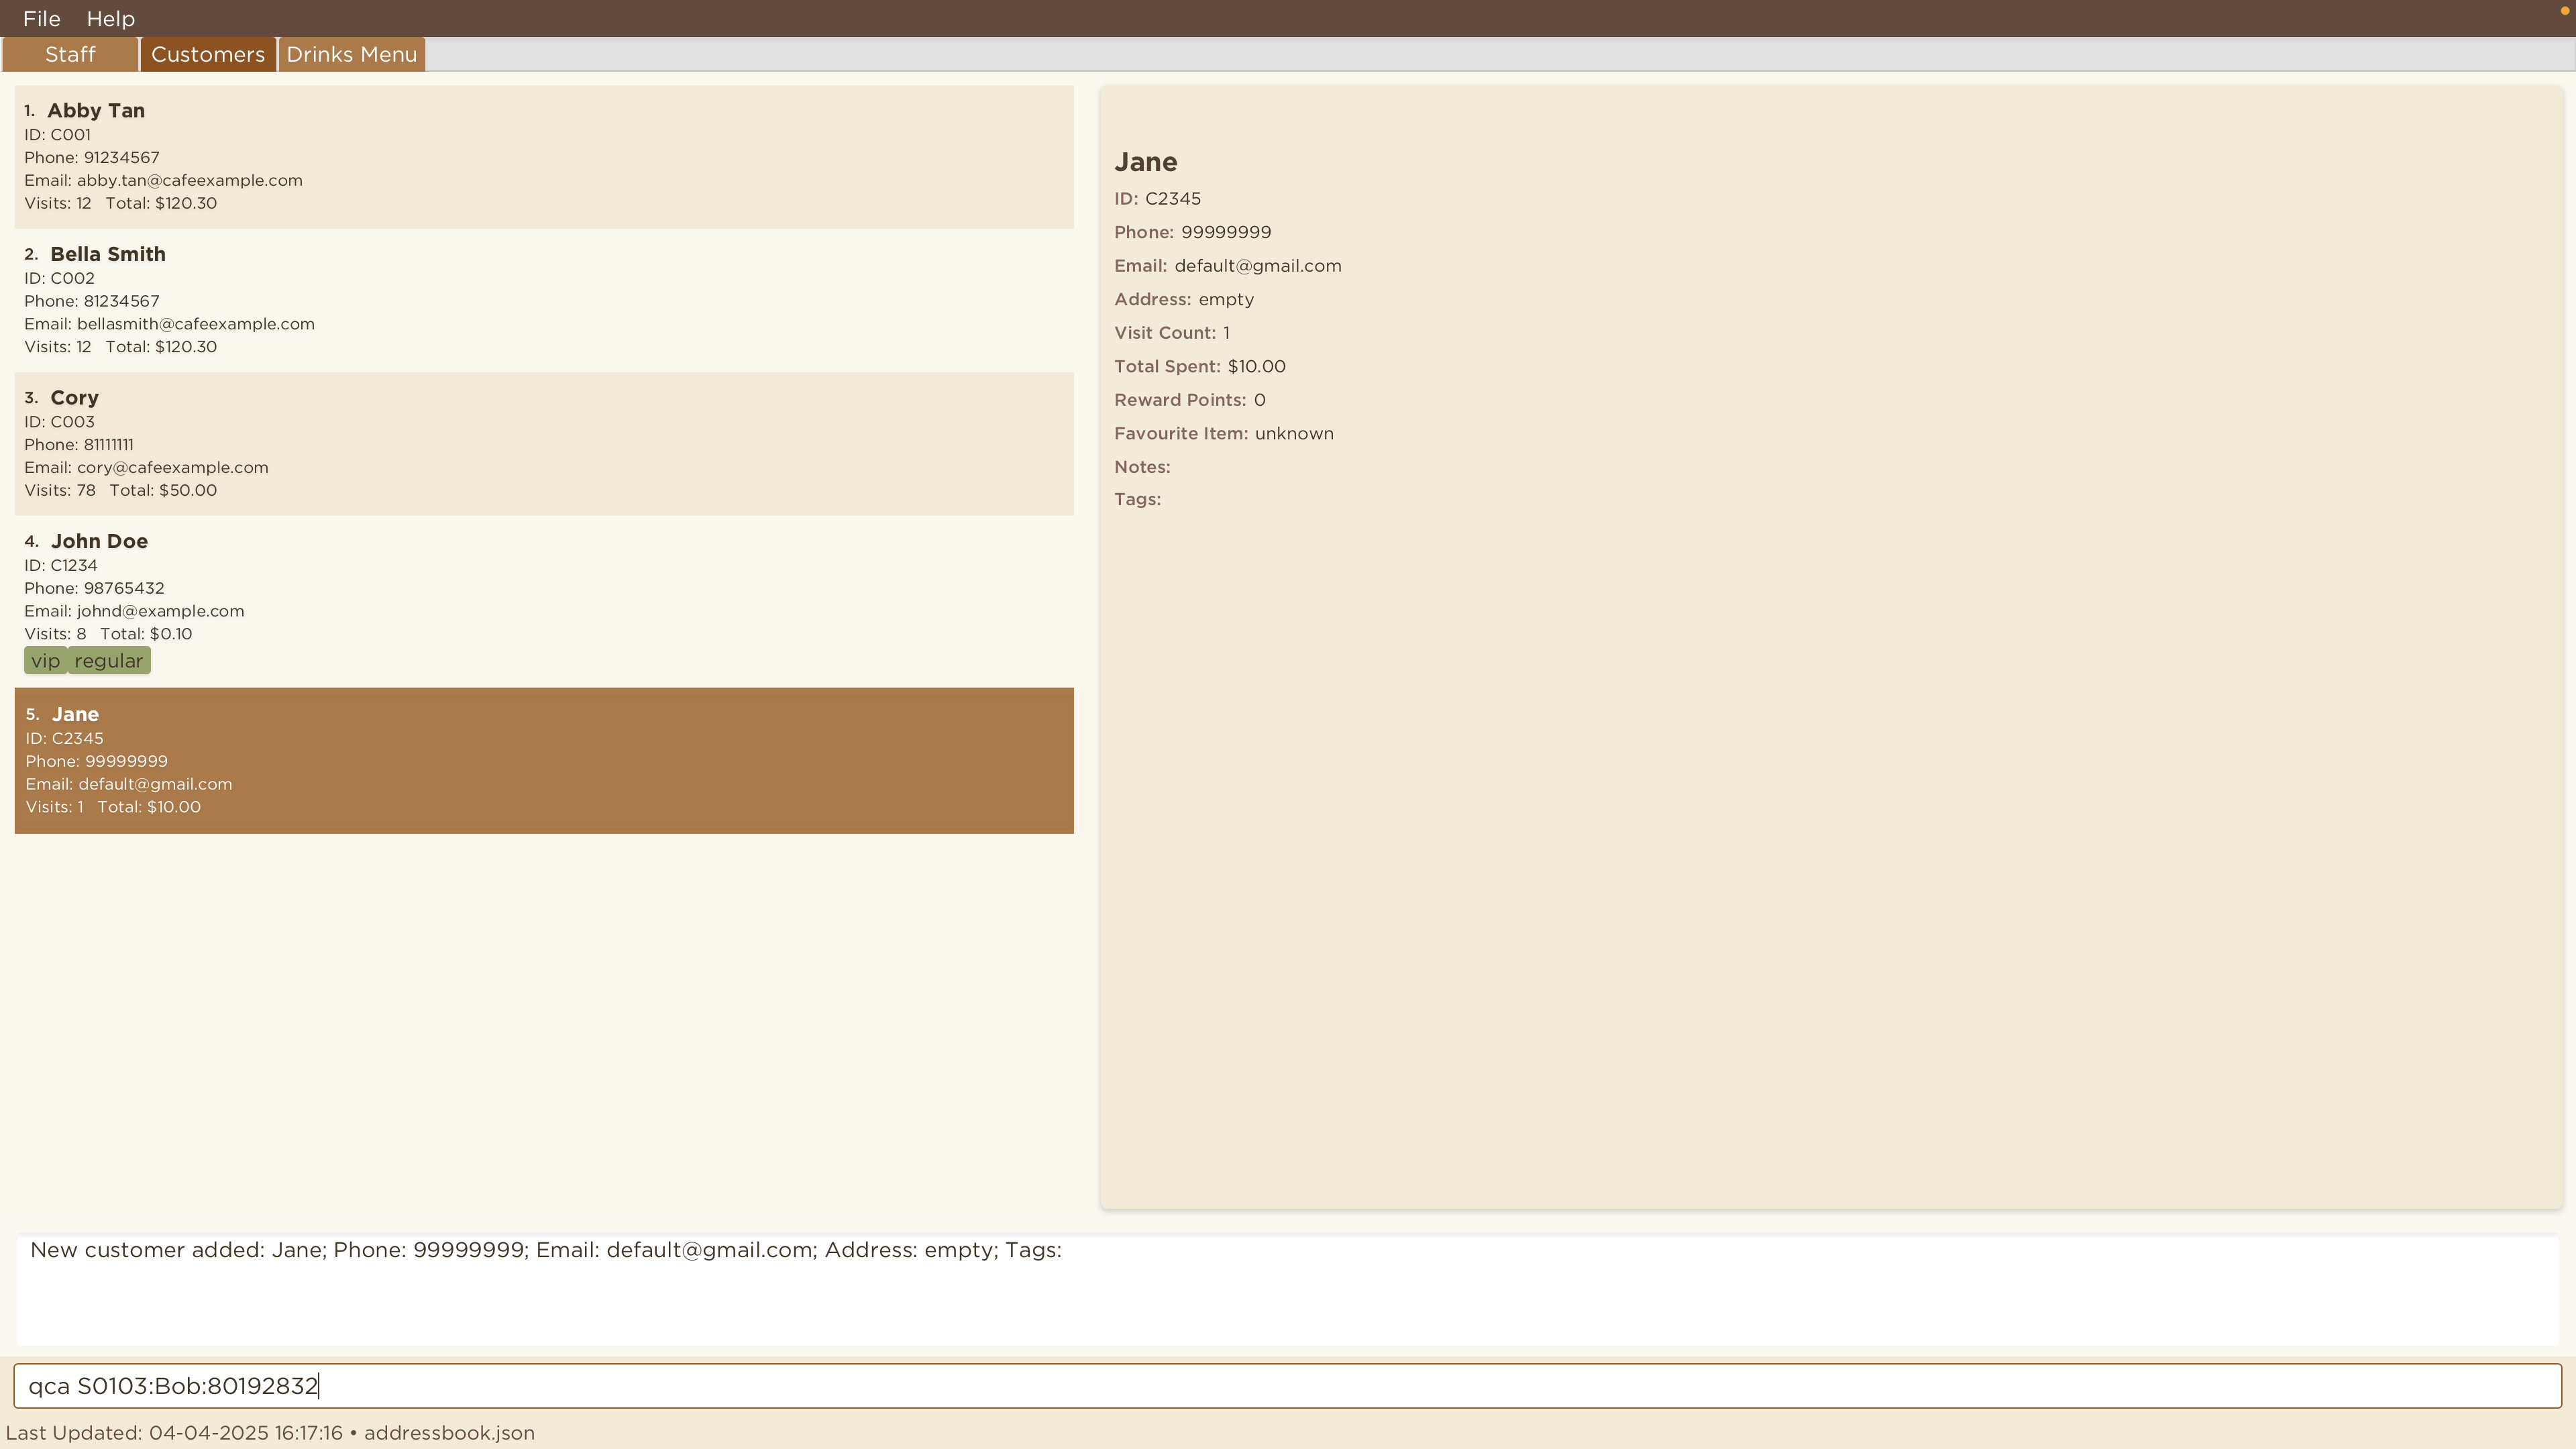 File Help
Staff Customers Drinks Menu
1. Abby Tan
ID: C001
Phone: 91234567
Email: abby.tan@cafeexample.com
Visits: 12 Total: $120.30
2. Bella Smith
ID: C002
Phone: 81234567
Email: bellasmith@cafeexample.com
Visits: 12 Total: $120.30
3. Cory
ID: C003
Phone: 81111111
Email: cory@cafeexample.com
Visits: 78 Total: $50.00
4. John Doe
ID: C1234
Phone: 98765432
Email: johnd@example.com
Visits: 8 Total: $0.10
vip regular
5. Jane
ID: C2345
Phone: 99999999
Email: default@gmail.com
Visits: 1 Total: $10.00
Jane
ID: C2345
Phone: 99999999
Email: default@gmail.com
Address: empty
Visit Count: 1
Total Spent: $10.00
Reward Points: 0
Favourite Item: unknown
Notes:
Tags:
New customer added: Jane; Phone: 99999999; Email: default@gmail.com; Address: empty; Tags:
qca S0103:Bob:80192832
Last Updated: 04-04-2025 16:17:16 • addressbook.json